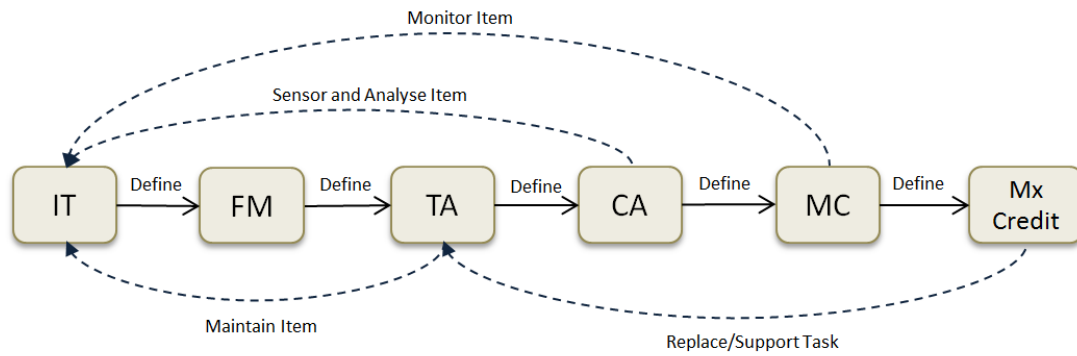 Monitor Item
Sensor and Analyse Item
IT
Define
FM
Define
TA
Define
CA
Define
MC
Define
Mx
Credit
Maintain Item
Replace/Support Task